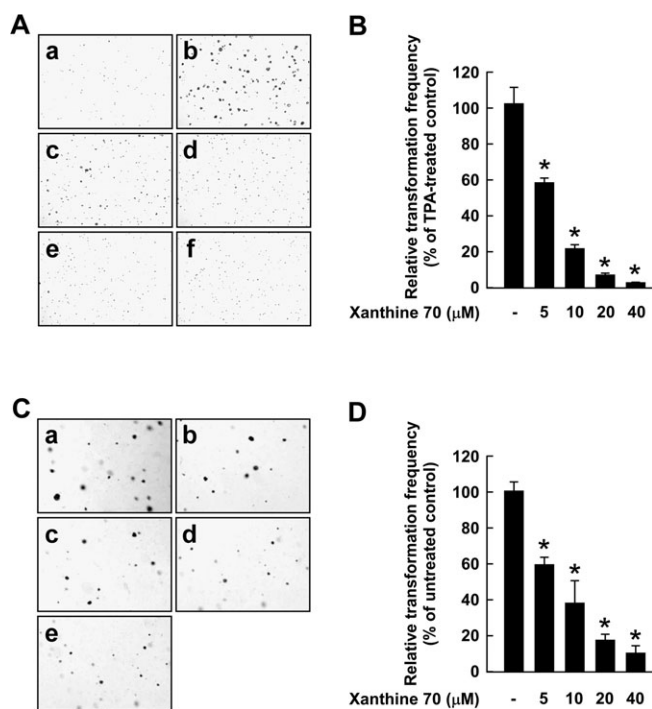 A
a
b
c
d
e
f
B
Relative transformation frequency
(% of TPA-treated control)
120
100
80
60
40
20
0
*
*
*
*
Xanthine 70 (μM) - 5 10 20 40
C
a
b
c
d
e
D
Relative transformation frequency
(% of untreated control)
120
100
80
60
40
20
0
*
*
*
*
Xanthine 70 (μM) - 5 10 20 40